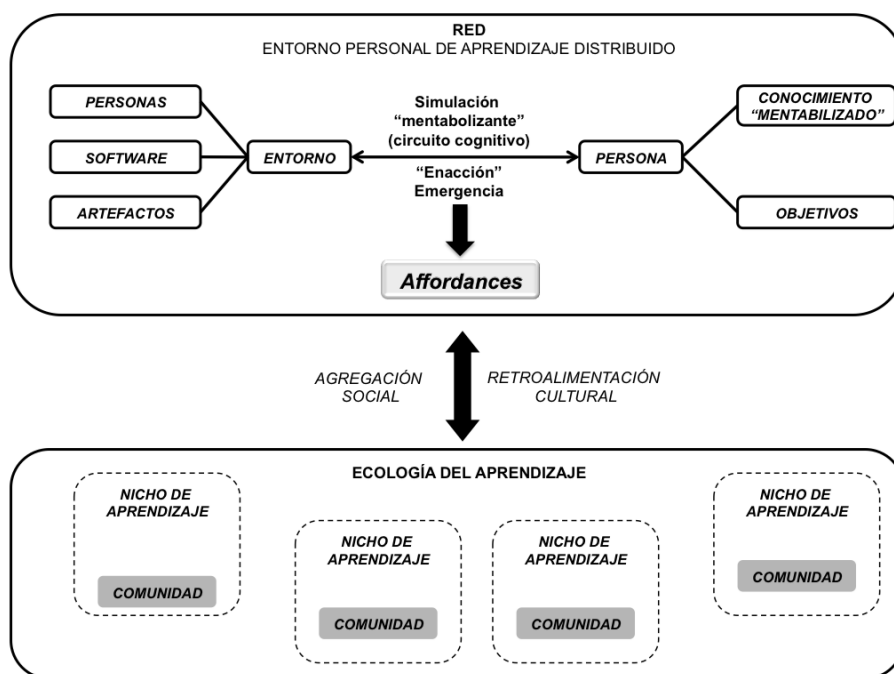 RED
ENTORNO PERSONAL DE APRENDIZAJE DISTRIBUIDO
PERSONAS
SOFTWARE
ARTEFACTOS
ENTORNO
Simulación
“mentabolizante”
(circuito cognitivo)
“Enacción”
Emergencia
PERSONA
CONOCIMIENTO
“MENTABILIZADO”
OBJETIVOS
Affordances
AGREGACIÓN
SOCIAL
RETROALIMENTACIÓN
CULTURAL
ECOLOGÍA DEL APRENDIZAJE
NICHO DE
APRENDIZAJE
COMUNIDAD
NICHO DE
APRENDIZAJE
COMUNIDAD
NICHO DE
APRENDIZAJE
COMUNIDAD
NICHO DE
APRENDIZAJE
COMUNIDAD